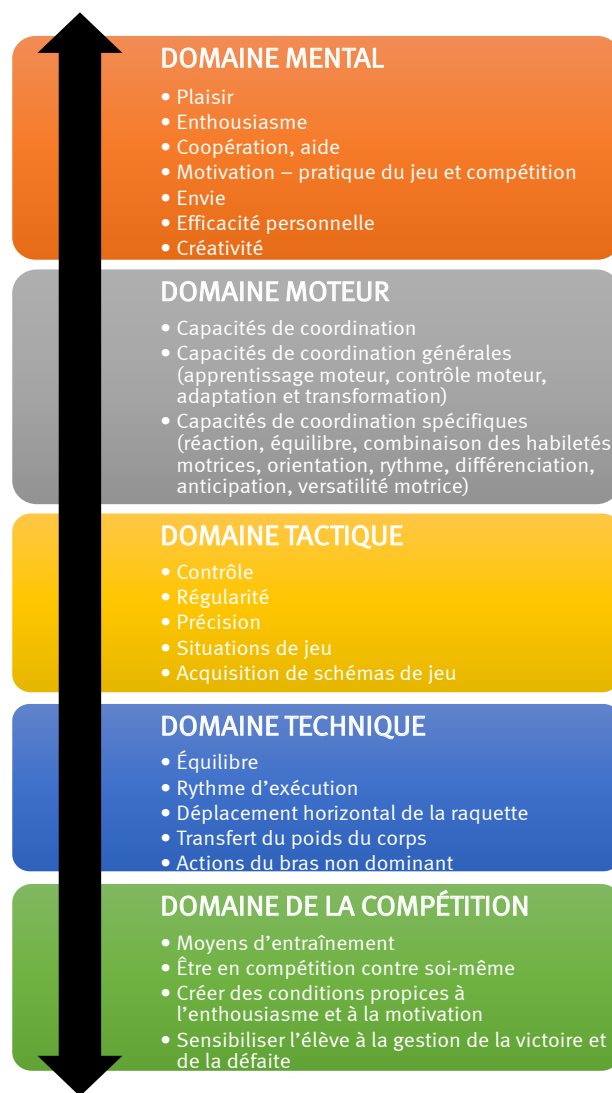 DOMAINE MENTAL
• Plaisir
• Enthousiasme
• Coopération, aide
• Motivation – pratique du jeu et compétition
• Envie
• Efficacité personnelle
• Créativité
DOMAINE MOTEUR
• Capacités de coordination
• Capacités de coordination générales
(apprentissage moteur, contrôle moteur,
adaptation et transformation)
• Capacités de coordination spécifiques
(réaction, équilibre, combinaison des habiletés
motrices, orientation, rythme, différenciation,
anticipation, versatilité motrice)
DOMAINE TACTIQUE
• Contrôle
• Régularité
• Précision
• Situations de jeu
• Acquisition de schémas de jeu
DOMAINE TECHNIQUE
• Équilibre
• Rythme d’exécution
• Déplacement horizontal de la raquette
• Transfert du poids du corps
• Actions du bras non dominant
DOMAINE DE LA COMPÉTITION
• Moyens d’entraînement
• Être en compétition contre soi-même
• Créer des conditions propices à
l’enthousiasme et à la motivation
• Sensibiliser l’élève à la gestion de la victoire et
de la défaite